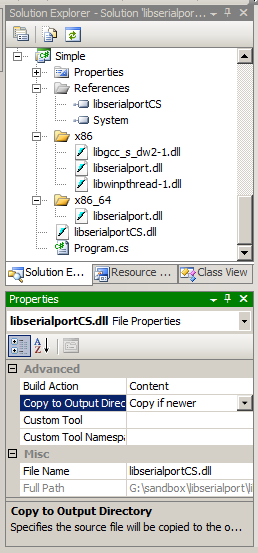 Solution Explorer - Solution 'libserialport...
Simple
Properties
References
libserialportCS
System
x86
libgcc_s_dw2-1.dll
libserialport.dll
libwinpthread-1.dll
x86_64
libserialport.dll
libserialportCS.dll
Program.cs
Solution E... Resource ... Class View
Properties
libserialportCS.dll File Properties
Advanced
Build Action Content
Copy to Output Direc Copy if newer
Custom Tool
Custom Tool Namespa
Misc
File Name libserialportCS.dll
Full Path G:\sandbox\libserialport\l
Copy to Output Directory
Specifies the source file will be copied to the o...